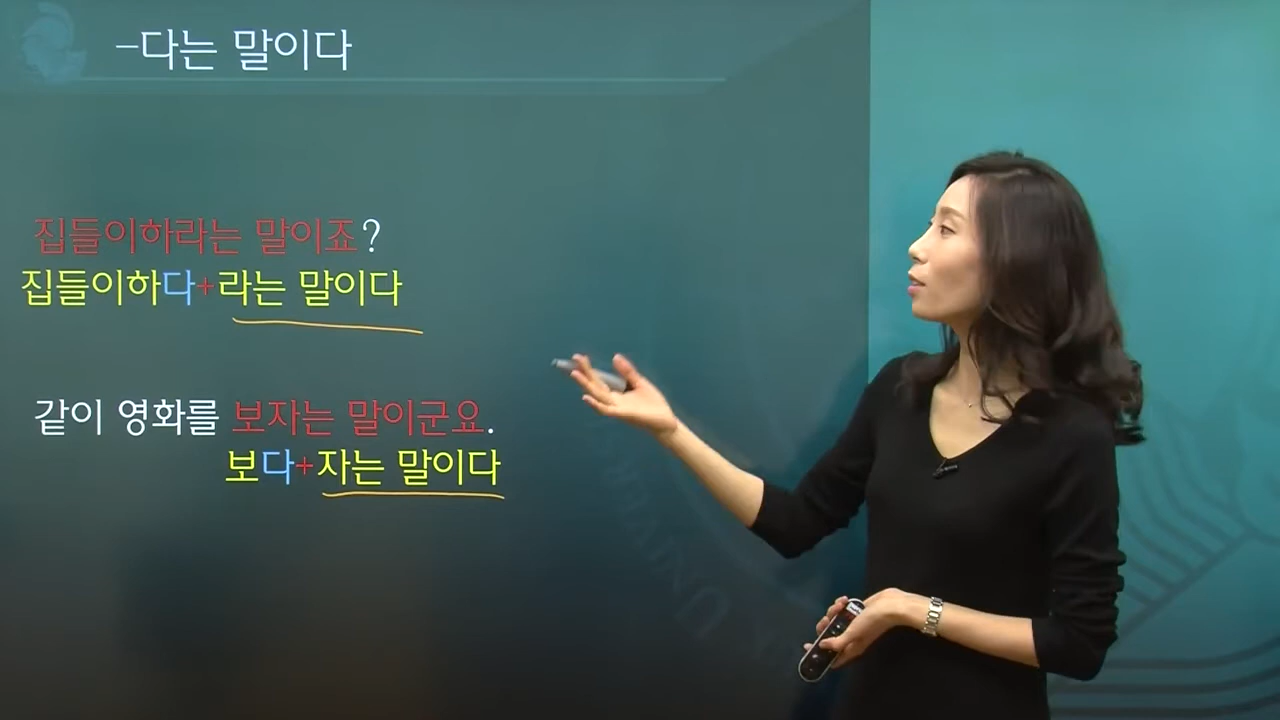 -다는 말이다
집들이하라는 말이죠?
집들이하다+라는 말이다
같이 영화를 보자는 말이군요.
보다+자는 말이다